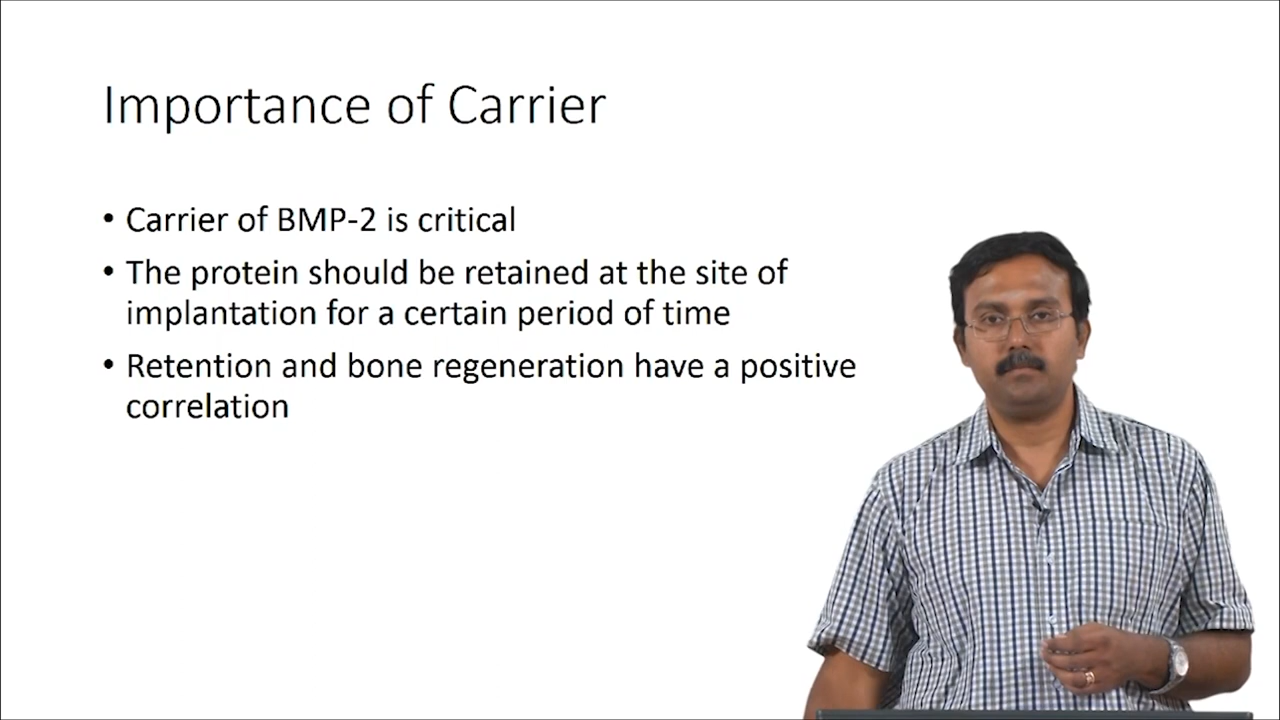 Importance of Carrier
• Carrier of BMP-2 is critical
• The protein should be retained at the site of
implantation for a certain period of time
• Retention and bone regeneration have a positive
correlation